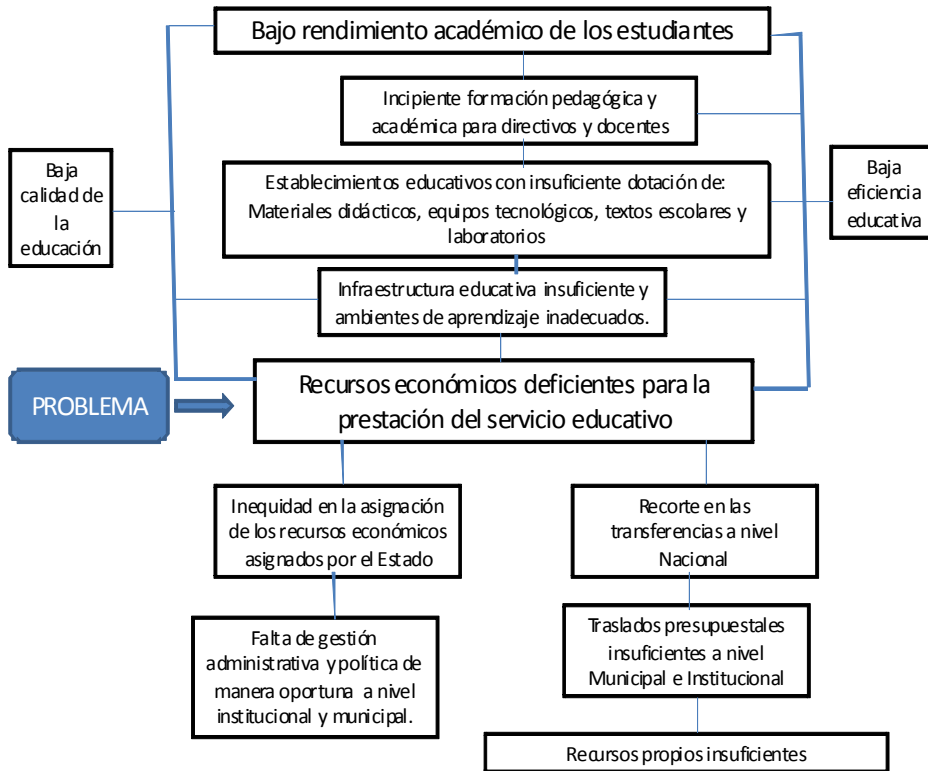 Bajo rendimiento académico de los estudiantes
Incipiente formación pedagógica y
académica para directivos y docentes
Baja
calidad de
la
educación
Establecimientos educativos con insuficiente dotación de:
Materiales didácticos, equipos tecnológicos, textos escolares y
laboratorios
Baja
eficiencia
educativa
Infraestructura educativa insuficiente y
ambientes de aprendizaje inadecuados.
PROBLEMA
Recursos económicos deficientes para la
prestación del servicio educativo
Inequidad en la asignación
de los recursos económicos
asignados por el Estado
Recorte en las
transferencias a nivel
Nacional
Falta de gestión
administrativa y política de
manera oportuna a nivel
institucional y municipal.
Traslados presupuestales
insuficientes a nivel
Municipal e Institucional
Recursos propios insuficientes